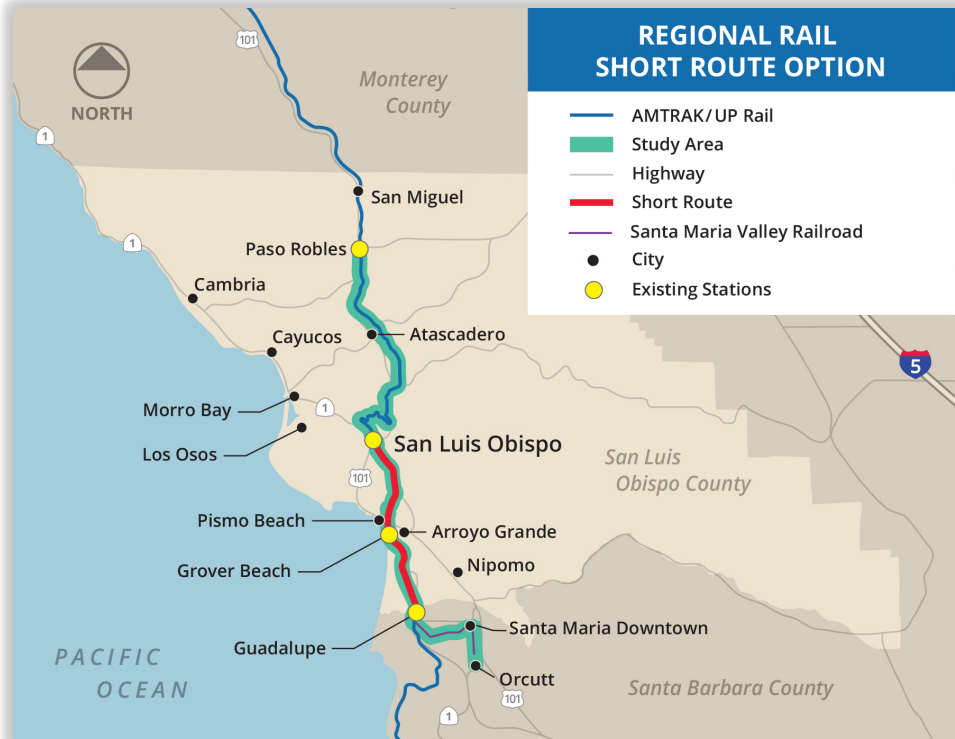 REGIONAL RAIL
SHORT ROUTE OPTION
AMTRAK/UP Rail
Study Area
Highway
Short Route
Santa Maria Valley Railroad
City
Existing Stations
NORTH
101
Monterey
County
1
San Miguel
1
Paso Robles
Cambria
Cayucos
Atascadero
5
Morro Bay
1
Los Osos
San Luis Obispo
San Luis
Obispo County
101
Pismo Beach
Arroyo Grande
Grover Beach
Nipomo
Guadalupe
Santa Maria Downtown
PACIFIC
OCEAN
Orcutt
Santa Barbara County
101
1